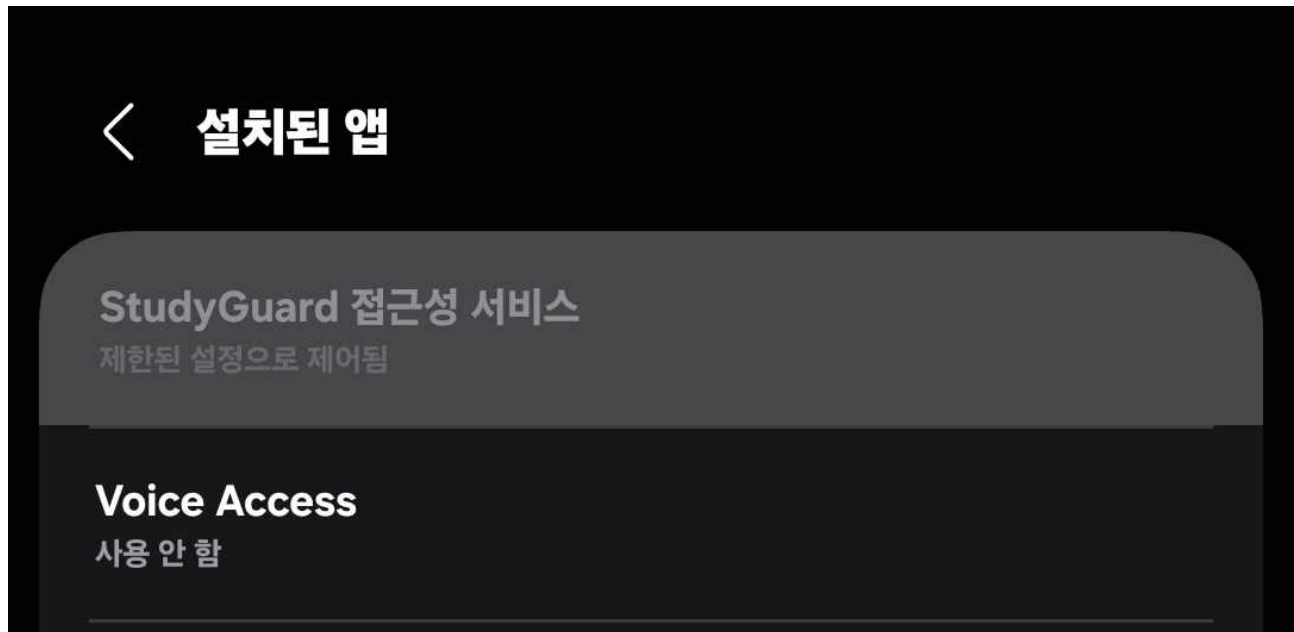 설치된 앱
StudyGuard 접근성 서비스
제한된 설정으로 제어됨
Voice Access
사용 안 함